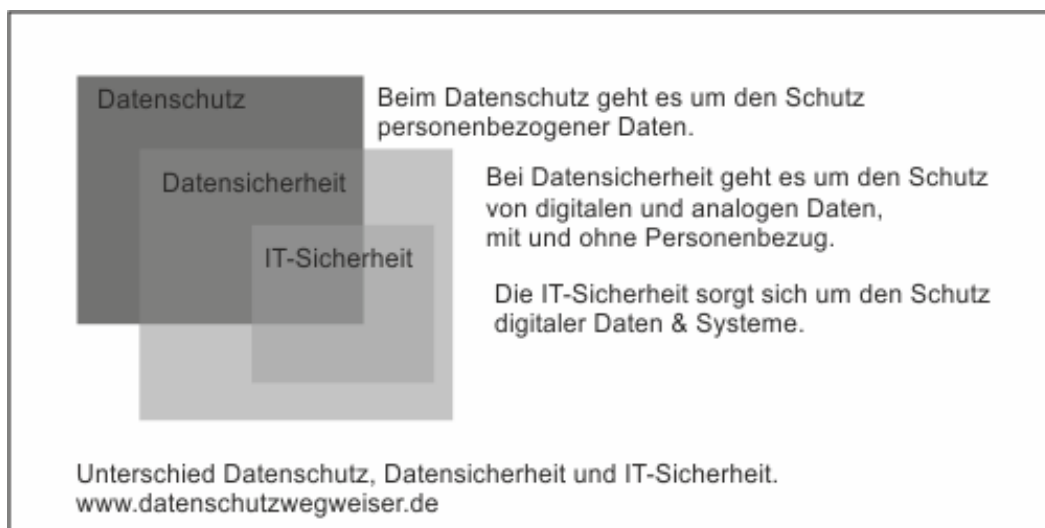 Datenschutz
Beim Datenschutz geht es um den Schutz
personenbezogener Daten.
Datensicherheit
Bei Datensicherheit geht es um den Schutz
von digitalen und analogen Daten,
mit und ohne Personenbezug.
IT-Sicherheit
Die IT-Sicherheit sorgt sich um den Schutz
digitaler Daten & Systeme.
Unterschied Datenschutz, Datensicherheit und IT-Sicherheit.
www.datenschutzwegweiser.de